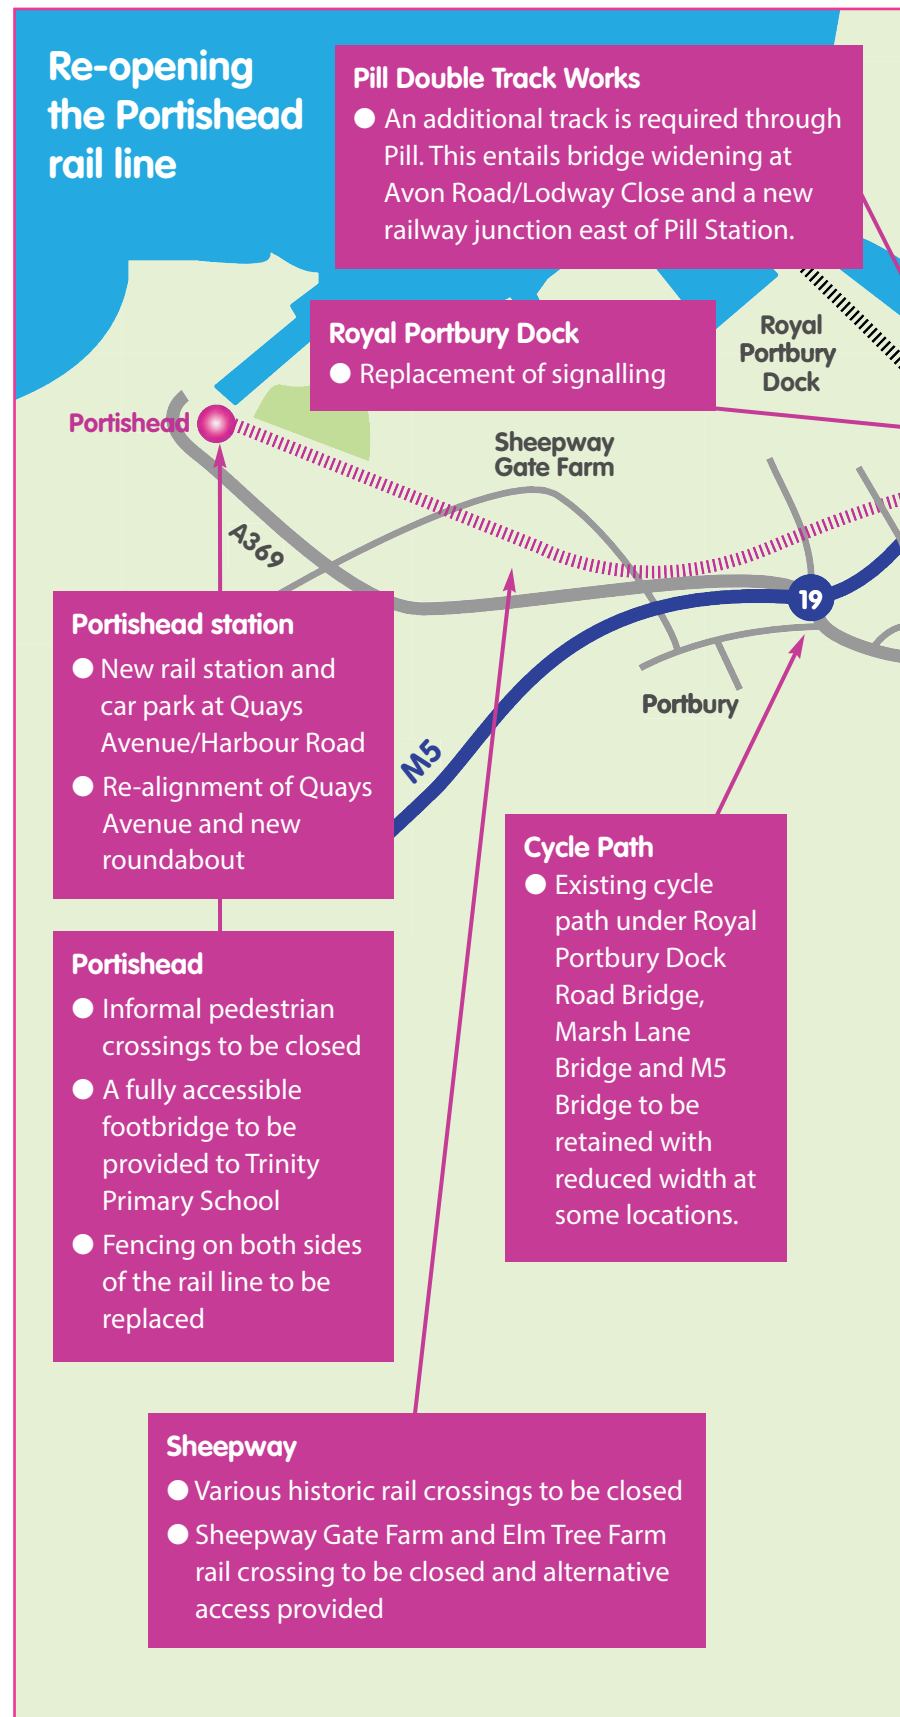 Re-opening
the Portishead
rail line
Pill Double Track Works
● An additional track is required through
Pill. This entails bridge widening at
Avon Road/Lodway Close and a new
railway junction east of Pill Station.
Royal Portbury Dock
● Replacement of signalling
Royal
Portbury
Dock
Portishead
Sheepway
Gate Farm
A369
19
Portbury
M5
Portishead station
● New rail station and
car park at Quays
Avenue/Harbour Road
● Re-alignment of Quays
Avenue and new
roundabout
Cycle Path
● Existing cycle
path under Royal
Portbury Dock
Road Bridge,
Marsh Lane
Bridge and M5
Bridge to be
retained with
reduced width at
some locations.
Portishead
● Informal pedestrian
crossings to be closed
● A fully accessible
footbridge to be
provided to Trinity
Primary School
● Fencing on both sides
of the rail line to be
replaced
Sheepway
● Various historic rail crossings to be closed
● Sheepway Gate Farm and Elm Tree Farm
rail crossing to be closed and alternative
access provided